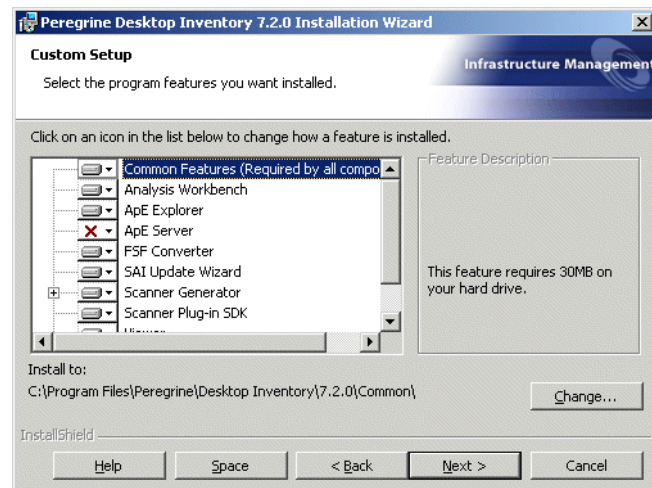 Peregrine Desktop Inventory 7.2.0 Installation Wizard
Custom Setup
Select the program features you want installed.
Infrastructure Management
Click on an icon in the list below to change how a feature is installed.
Common Features (Required by all compo
Analysis Workbench
ApE Explorer
ApE Server
FSF Converter
SAI Update Wizard
Scanner Generator
Scanner Plug-in SDK
Viewer
Feature Description
This feature requires 30MB on
your hard drive.
Install to:
C:\Program Files\Peregrine\Desktop Inventory\7.2.0\Common\
Change...
InstallShield
Help
Space
< Back
Next >
Cancel